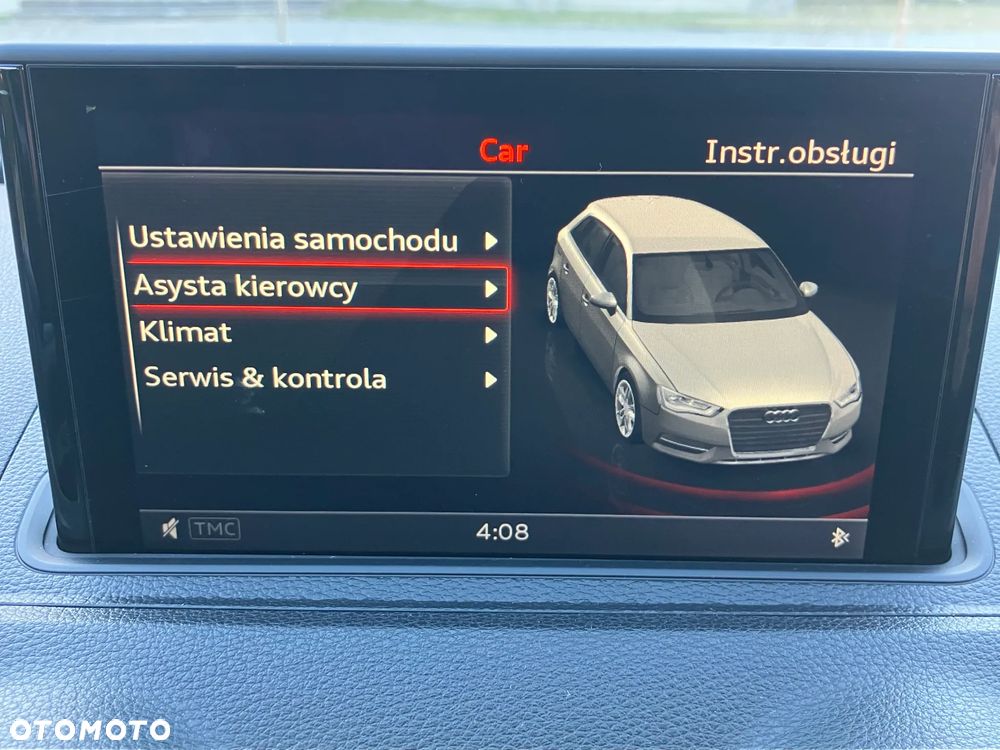 Car
Instr.obsługi
Ustawienia samochodu
Asysta kierowcy
Klimat
Serwis & kontrola
TMC
4:08
OTOMOTO